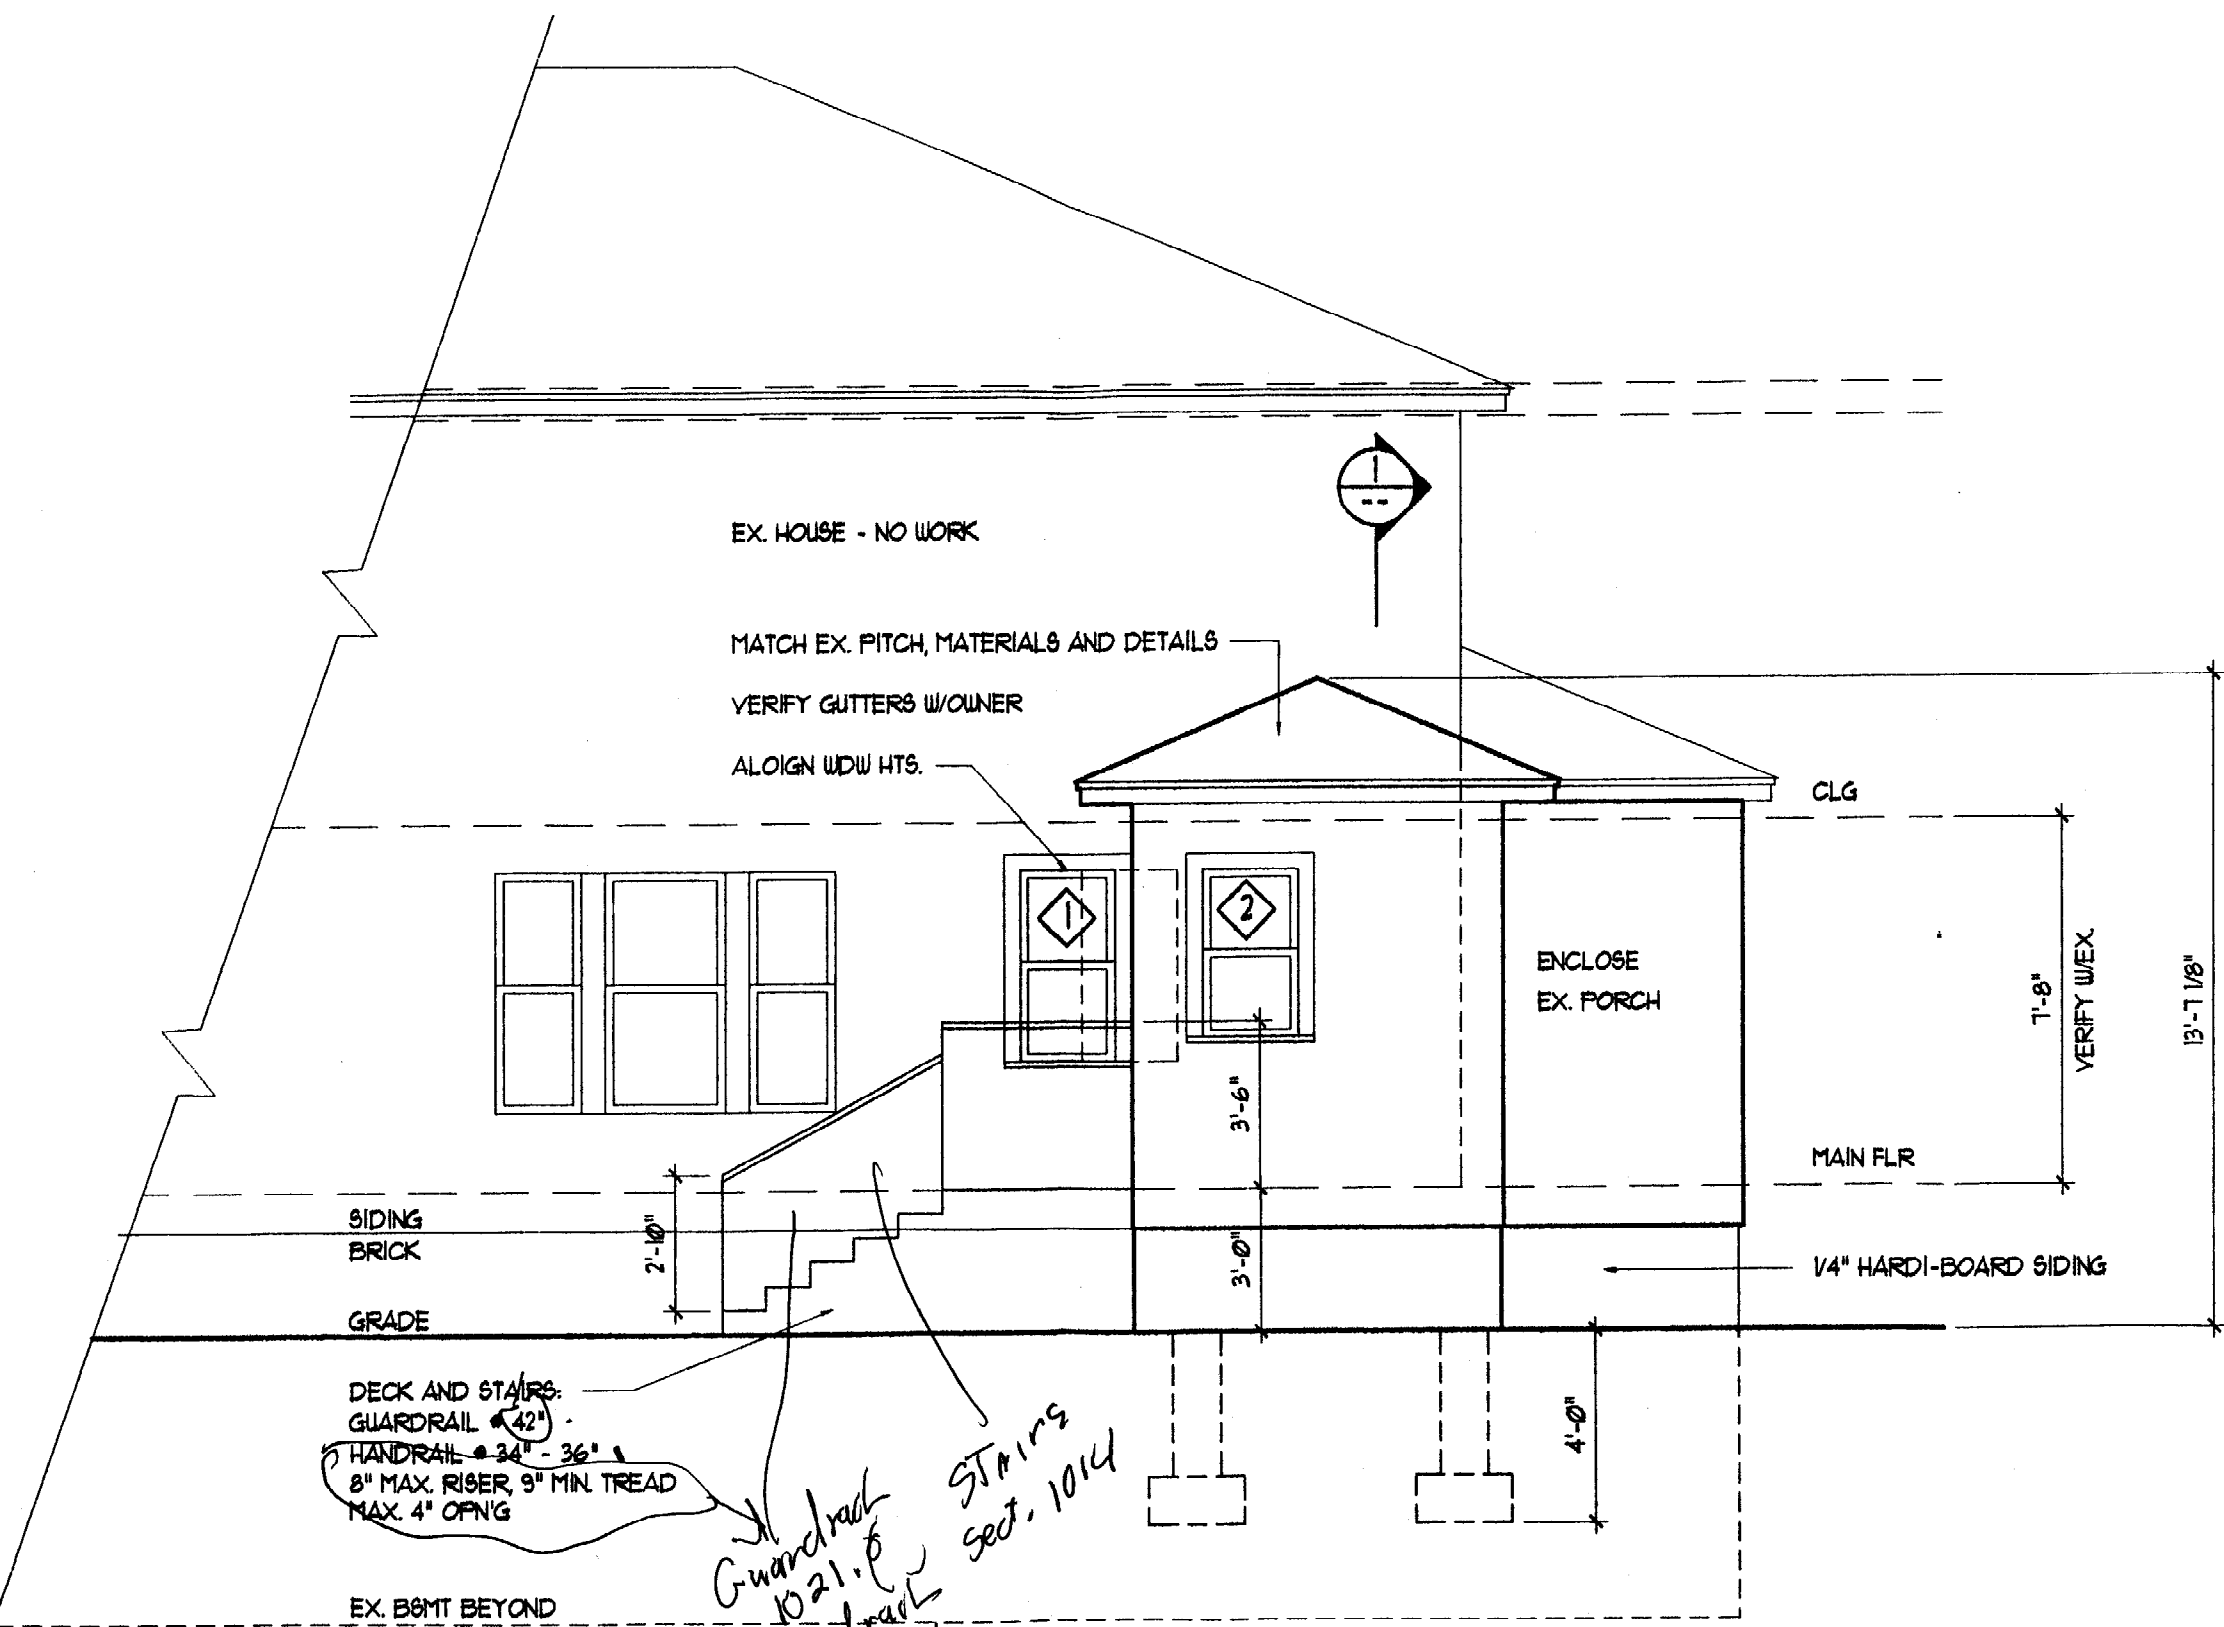 1
--
EX. HOUSE - NO WORK
MATCH EX. PITCH, MATERIALS AND DETAILS
VERIFY GUTTERS W/OWNER
ALOIGN WDW HTS.
CLG
1
2
ENCLOSE
EX. PORCH
7'-8"
VERIFY W/EX.
13'-7 1/8"
3'-6"
MAIN FLR
SIDING
BRICK
2'-10"
3'-0"
1/4" HARDI-BOARD SIDING
GRADE
DECK AND STAIRS:
GUARDRAIL @ 42"
HANDRAIL @ 34" - 36"
8" MAX. RISER, 9" MIN. TREAD
MAX. 4" OPN'G
4'-0"
STAIRS
Sect. 1014
Guardrail
1021.
EX. BSMT BEYOND